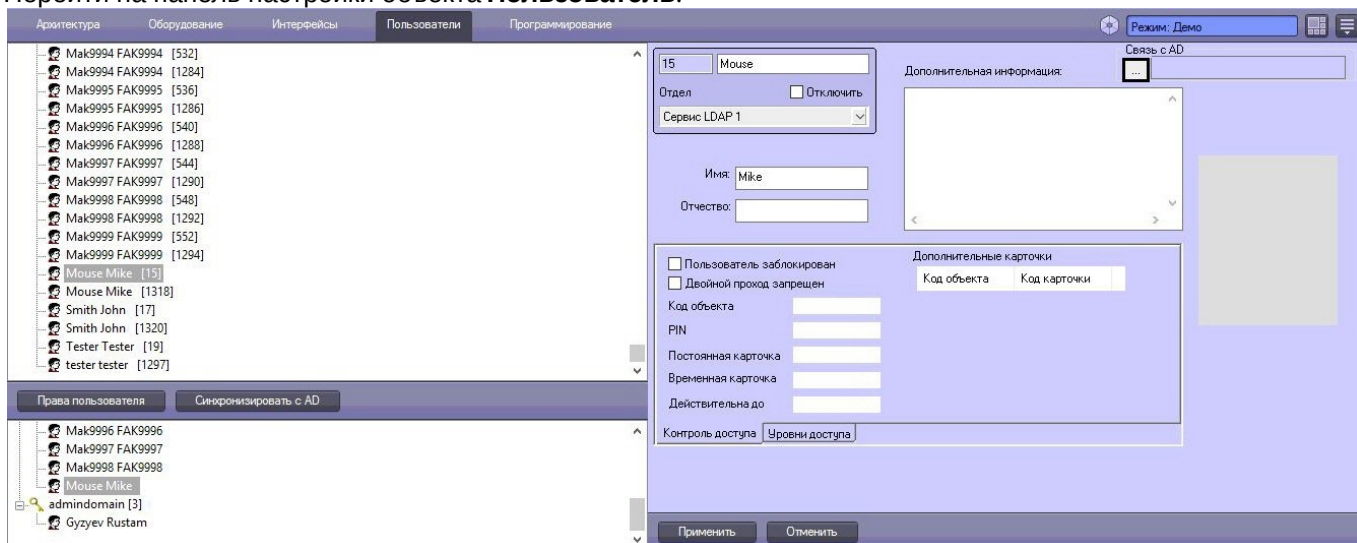 Перейти на панель настройки объекта Пользователь.
Архитектура Оборудование Интерфейсы Пользователи Программирование Режим: Демо
Mak9994 FAK9994 [532]
Mak9994 FAK9994 [1284]
Mak9995 FAK9995 [536]
Mak9995 FAK9995 [1286]
Mak9996 FAK9996 [540]
Mak9996 FAK9996 [1288]
Mak9997 FAK9997 [544]
Mak9997 FAK9997 [1290]
Mak9998 FAK9998 [548]
Mak9998 FAK9998 [1292]
Mak9999 FAK9999 [552]
Mak9999 FAK9999 [1294]
Mouse Mike [15]
Mouse Mike [1318]
Smith John [17]
Smith John [1320]
Tester Tester [19]
tester tester [1297]
Права пользователя Синхронизировать с AD
Mak9996 FAK9996
Mak9997 FAK9997
Mak9998 FAK9998
Mouse Mike
admindomain [3]
Gyzyev Rustam
15 Mouse
Отдел Отключить
Сервис LDAP 1
Имя: Mike
Отчество:
Дополнительная информация:
Связь с AD
...
Пользователь заблокирован
Двойной проход запрещен
Код объекта
PIN
Постоянная карточка
Временная карточка
Действительна до
Дополнительные карточки
Код объекта Код карточки
Контроль доступа Уровни доступа
Применить Отменить